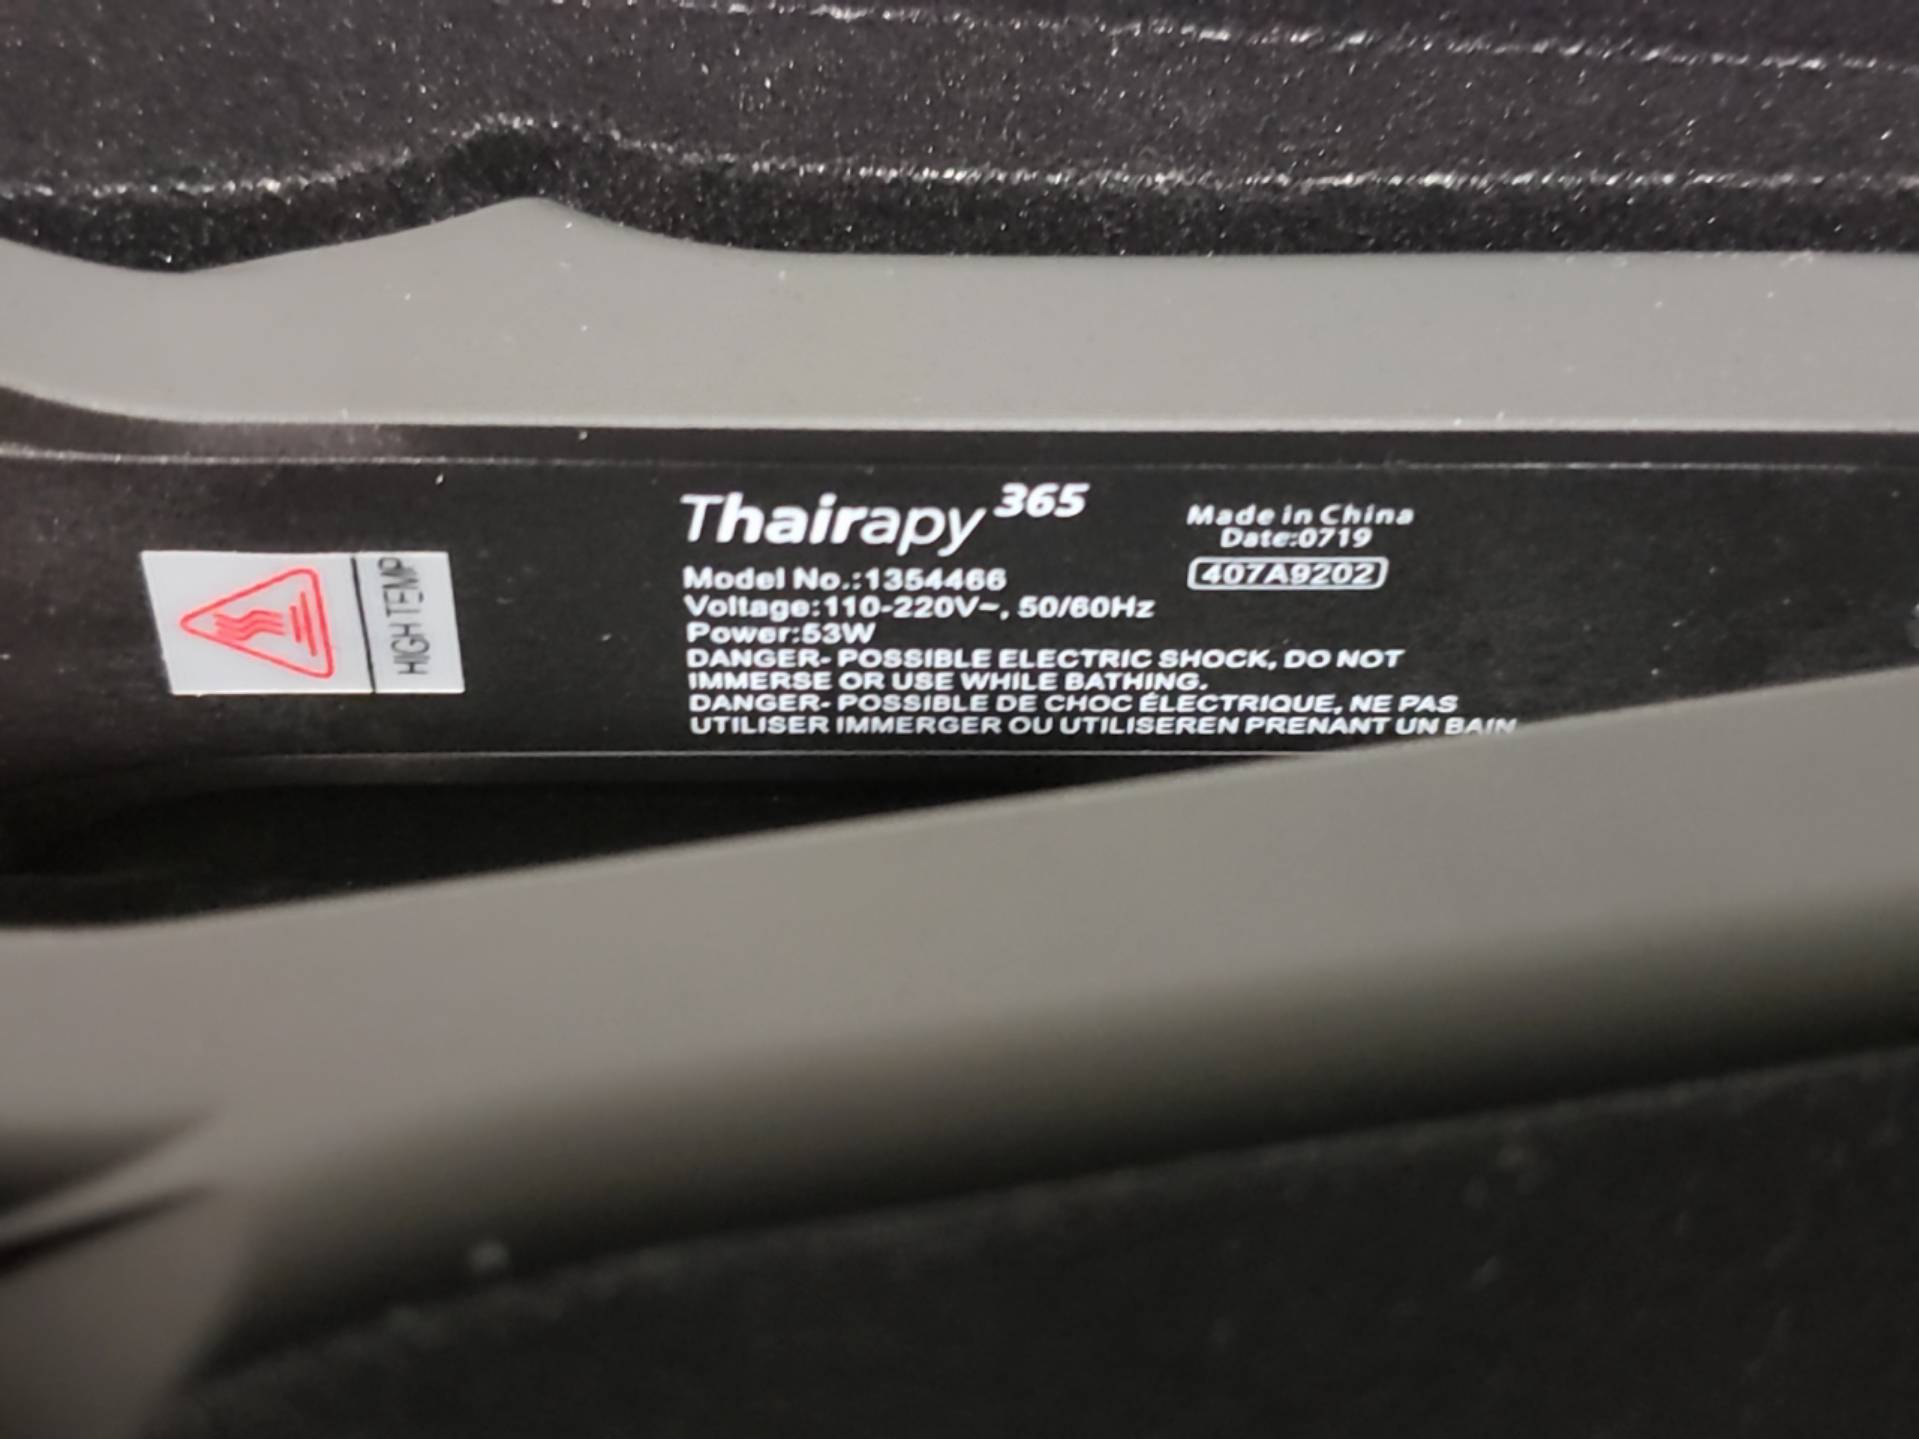 Thairapy 365
Made in China
Date:0719
407A9202
HIGH TEMP
Model No.:1354466
Voltage:110-220V~, 50/60Hz
Power:53W
DANGER- POSSIBLE ELECTRIC SHOCK, DO NOT
IMMERSE OR USE WHILE BATHING.
DANGER- POSSIBLE DE CHOC ÉLECTRIQUE, NE PAS
UTILISER IMMERGER OU UTILISEREN PRENANT UN BAIN